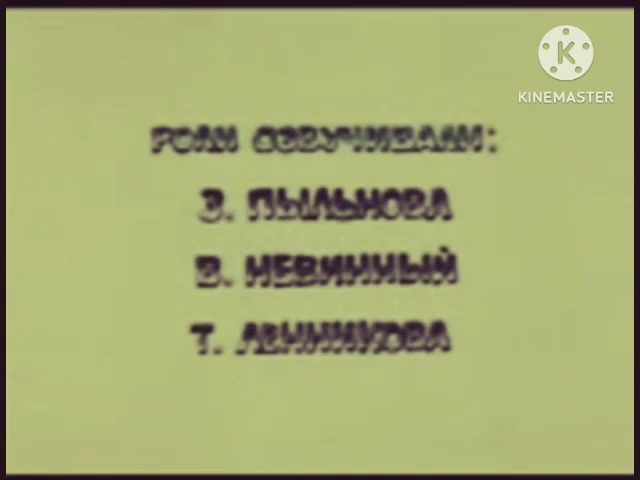 KINEMASTER
РОЛИ ОЗВУЧИВАЛИ:
З. ПЫЛЬНОВА
В. НЕВИННЫЙ
Т.